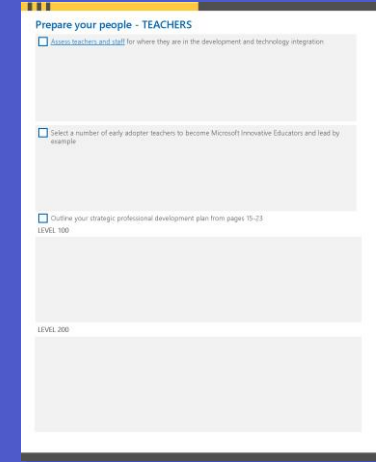 Prepare your people - TEACHERS
Assess teachers and staff for where they are in the development and technology integration
Select a number of early adopter teachers to become Microsoft Innovative Educators and lead by
example
Outline your strategic professional development plan from pages 15-23
LEVEL 100
LEVEL 200